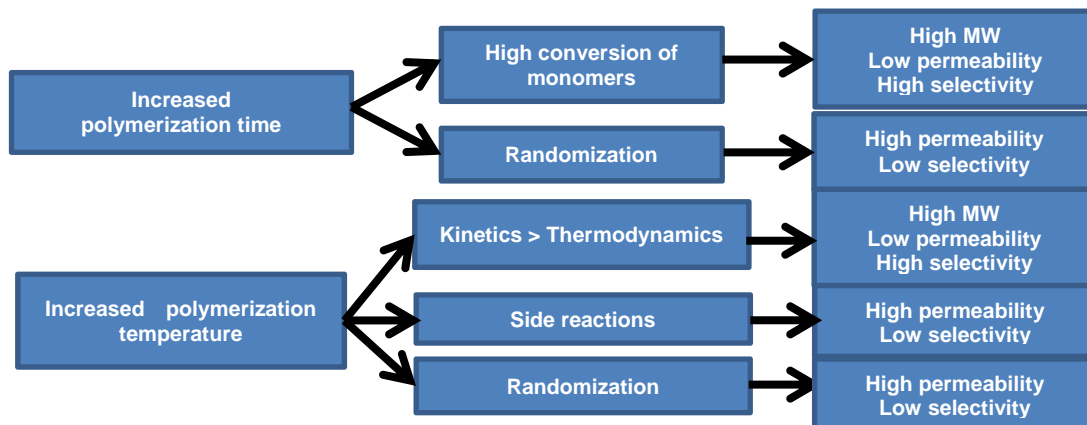 Increased
polymerization time
High conversion of
monomers
High MW
Low permeability
High selectivity
Randomization
High permeability
Low selectivity
Increased polymerization
temperature
Kinetics > Thermodynamics
High MW
Low permeability
High selectivity
Side reactions
High permeability
Low selectivity
Randomization
High permeability
Low selectivity